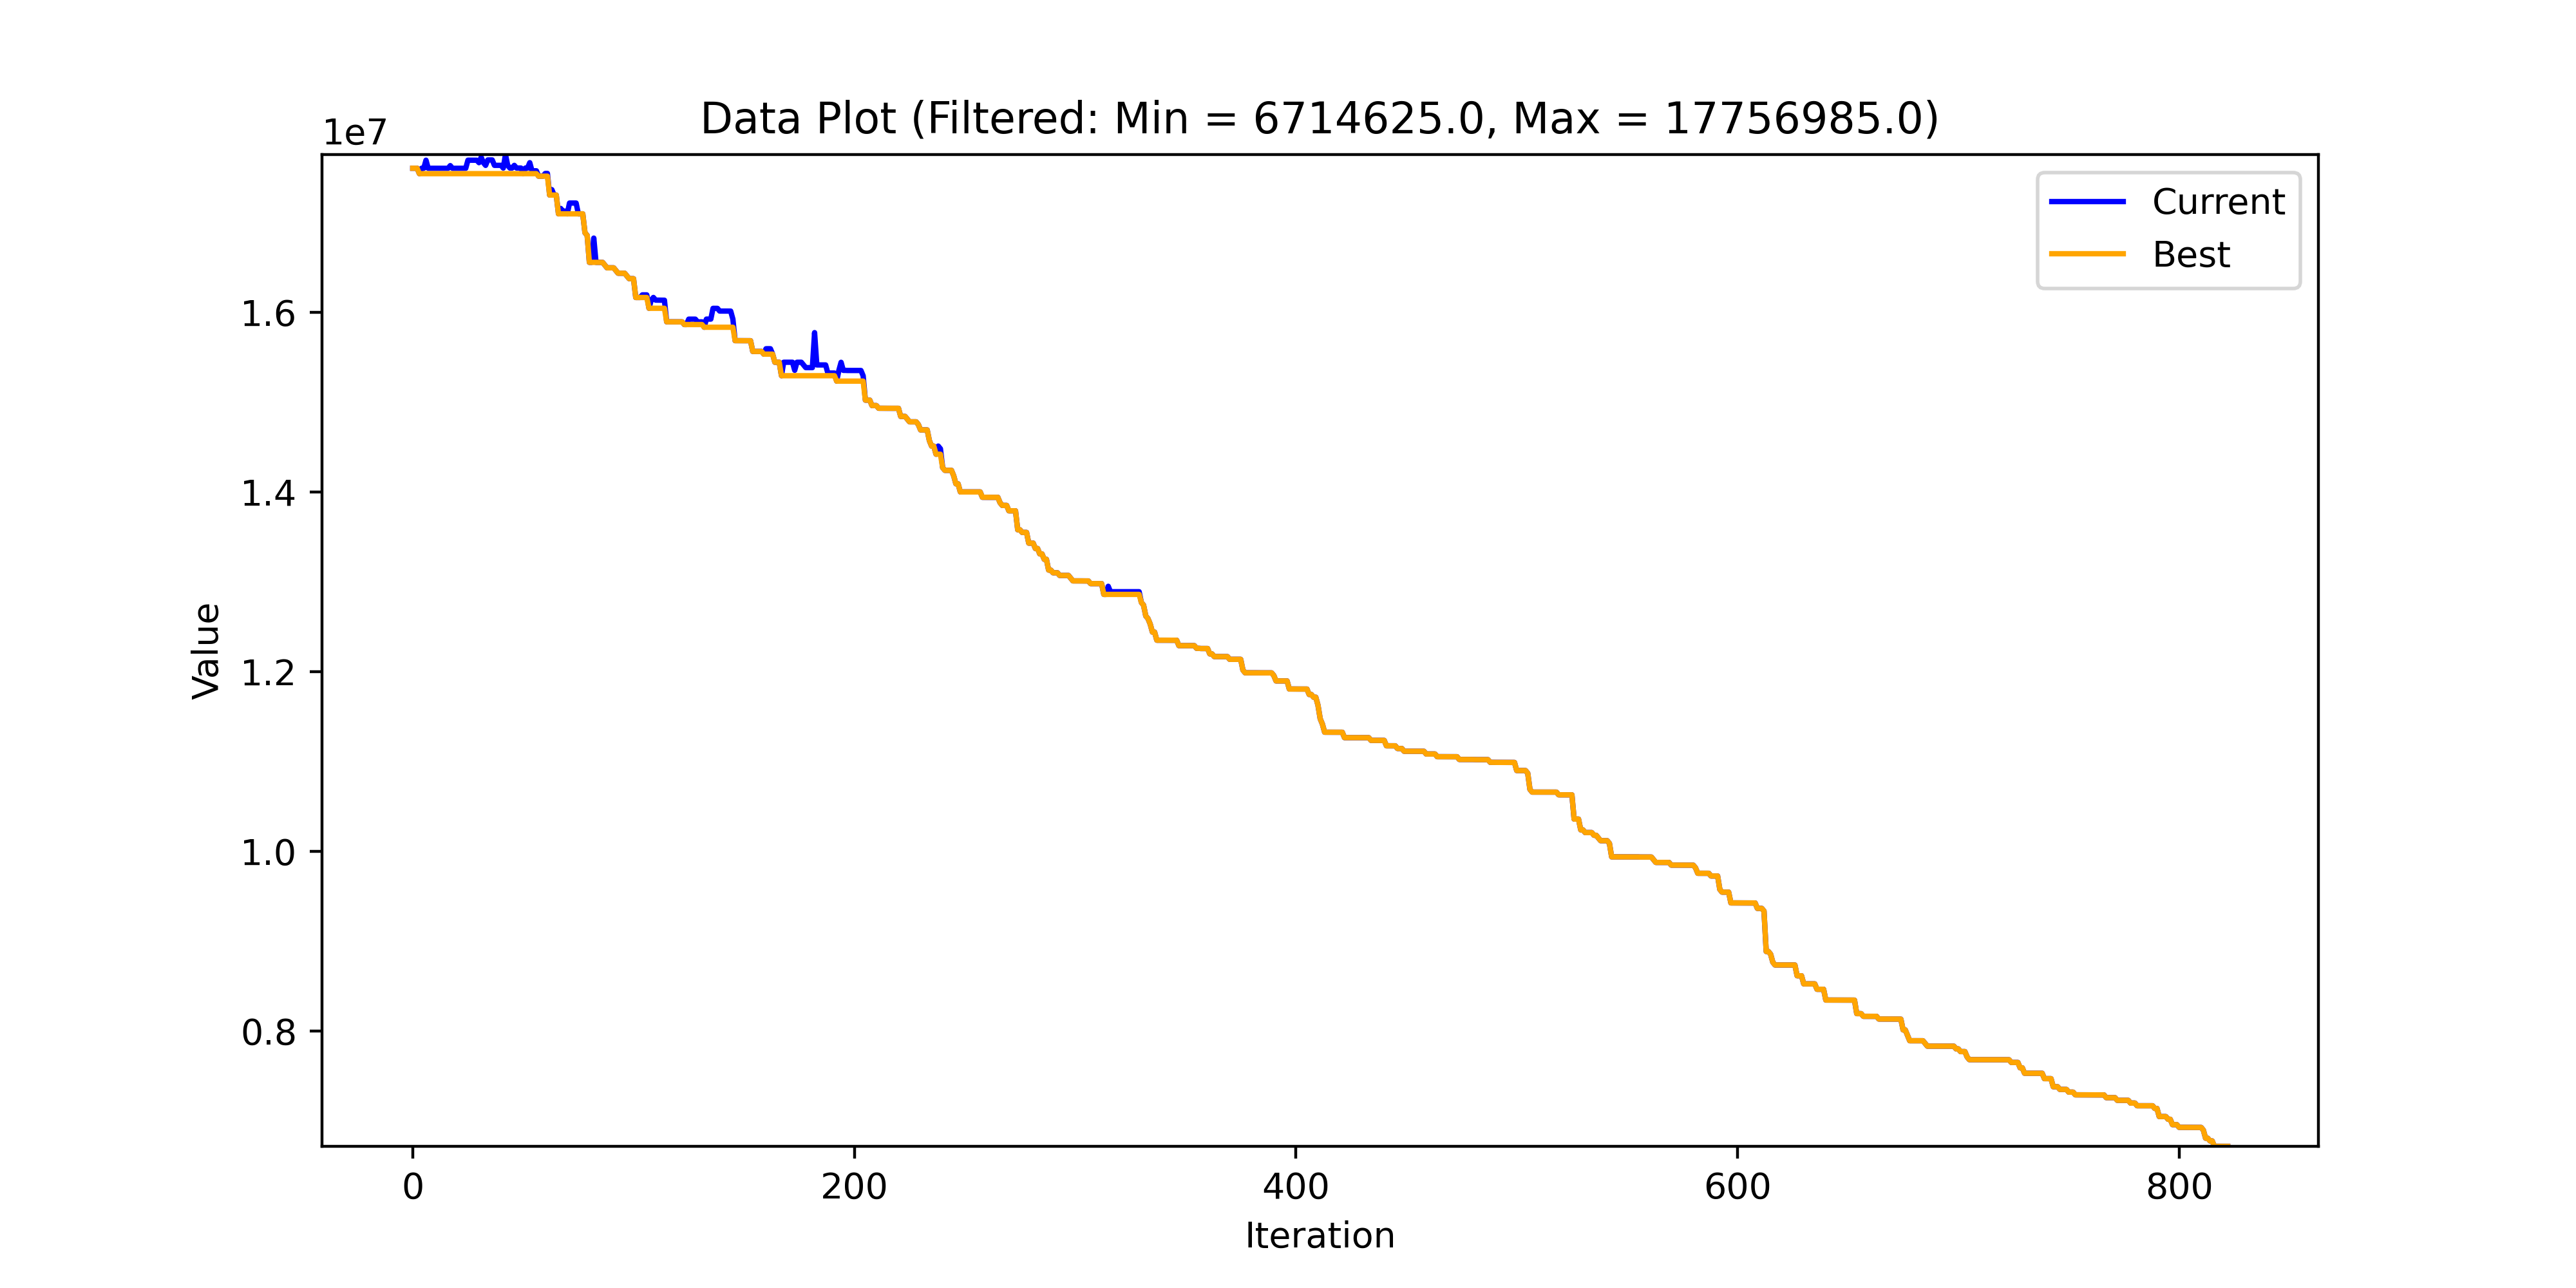 Data Plot (Filtered: Min = 6714625.0, Max = 17756985.0)
1e7
Current
Best
1.6
1.4
1.2
1.0
0.8
Value
0 200 400 600 800
Iteration